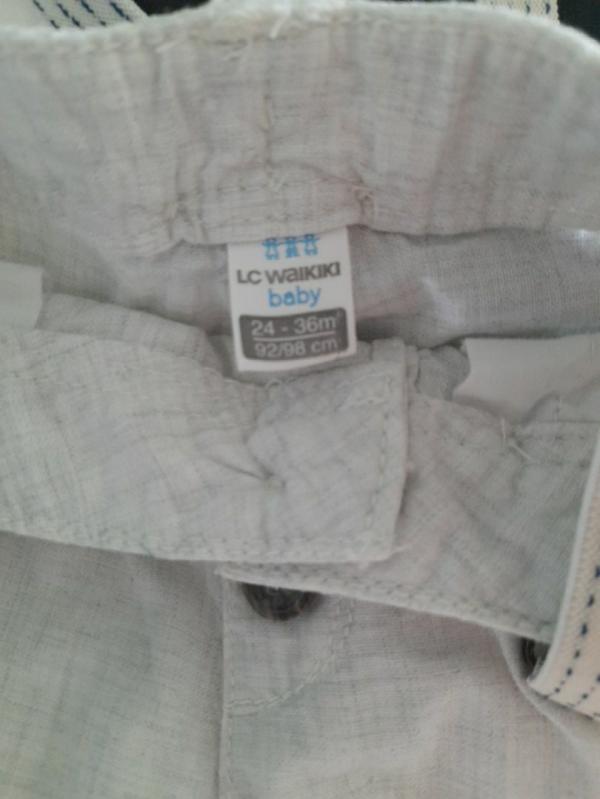 LC WAIKIKI
baby
24 - 36m
92/98 cm